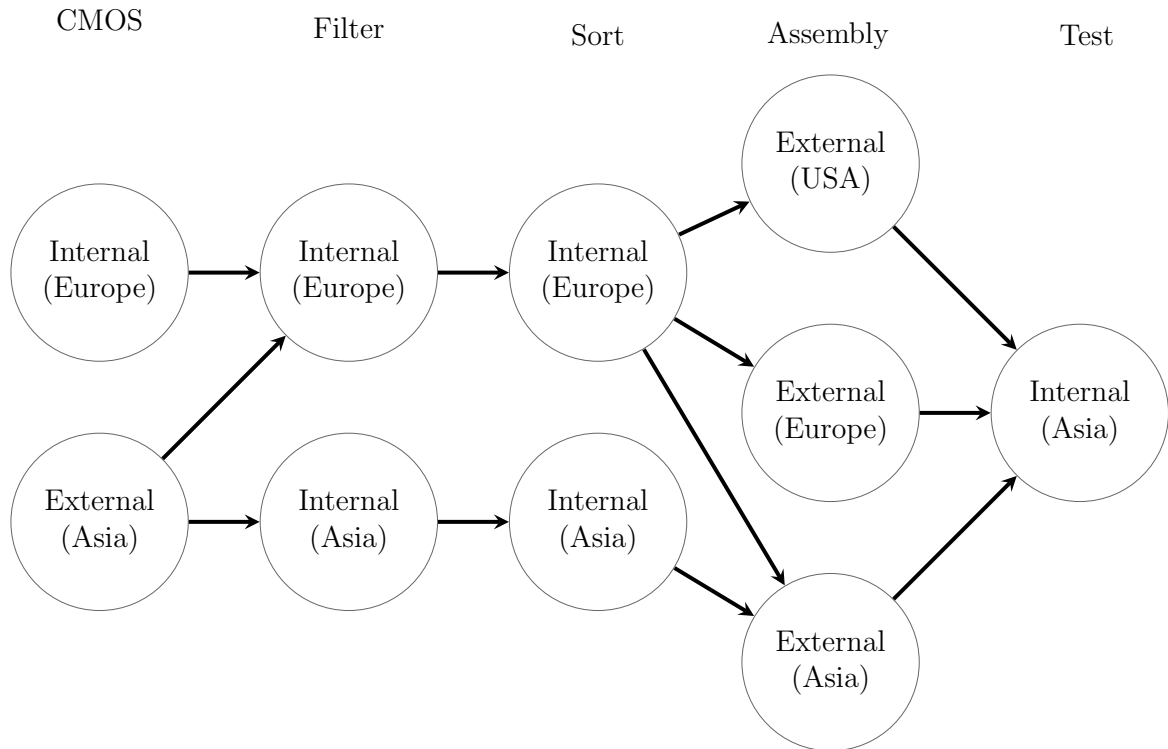 CMOS
Filter
Sort
Assembly
Test
External
(USA)
Internal
(Europe)
Internal
(Europe)
Internal
(Europe)
External
(Europe)
Internal
(Asia)
External
(Asia)
Internal
(Asia)
Internal
(Asia)
External
(Asia)